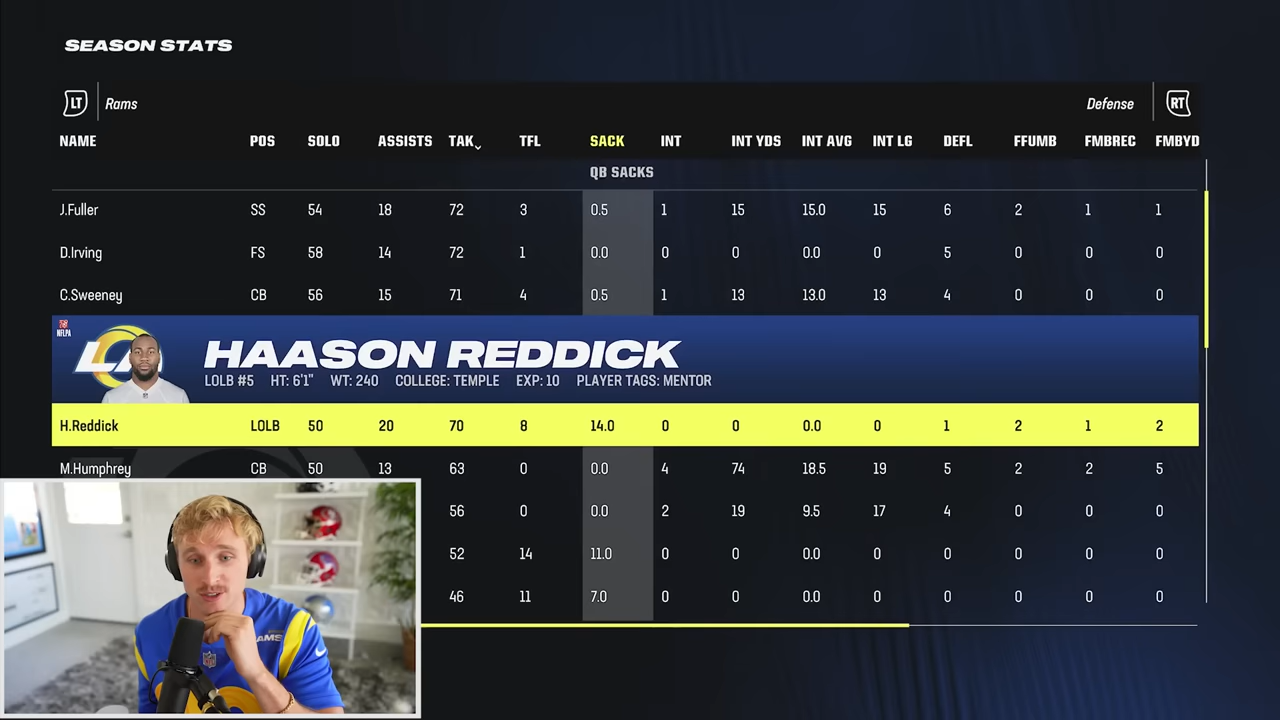 SEASON STATS
LT Rams Defense RT
NAME POS SOLO ASSISTS TAK TFL SACK INT INT YDS INT AVG INT LG DEFL FFUMB FMBREC FMBYD
QB SACKS
J.Fuller SS 54 18 72 3 0.5 1 15 15.0 15 6 2 1 1
D.Irving FS 58 14 72 1 0.0 0 0 0.0 0 5 0 0 0
C.Sweeney CB 56 15 71 4 0.5 1 13 13.0 13 4 0 0 0
NFLPA
LA
HAASON REDDICK
LOLB #5 HT: 6'1" WT: 240 COLLEGE: TEMPLE EXP: 10 PLAYER TAGS: MENTOR
H.Reddick LOLB 50 20 70 8 14.0 0 0 0.0 0 1 2 1 2
M.Humphrey CB 50 13 63 0 0.0 4 74 18.5 19 5 2 2 5
56 0 0.0 2 19 9.5 17 4 0 0 0
52 14 11.0 0 0 0.0 0 0 0 0 0
46 11 7.0 0 0 0.0 0 0 0 0 0